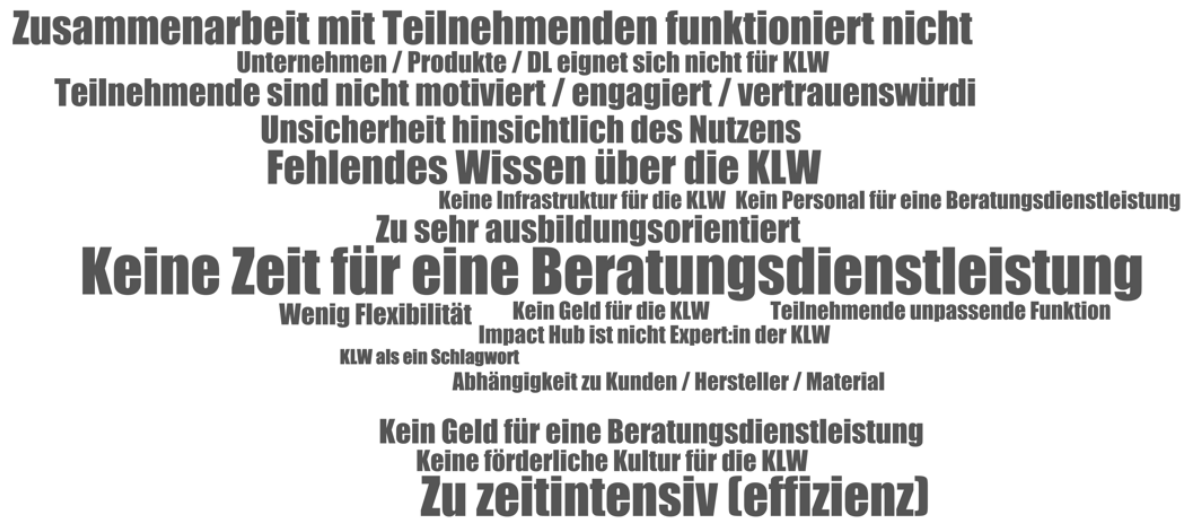 Zusammenarbeit mit Teilnehmenden funktioniert nicht
Unternehmen / Produkte / DL eignet sich nicht für KLW
Teilnehmende sind nicht motiviert / engagiert / vertrauenswürdi
Unsicherheit hinsichtlich des Nutzens
Fehlendes Wissen über die KLW
Keine Infrastruktur für die KLW Kein Personal für eine Beratungsdienstleistung
Zu sehr ausbildungsorientiert
Keine Zeit für eine Beratungsdienstleistung
Wenig Flexibilität Kein Geld für die KLW Teilnehmende unpassende Funktion
Impact Hub ist nicht Expert:in der KLW
KLW als ein Schlagwort
Abhängigkeit zu Kunden / Hersteller / Material
Kein Geld für eine Beratungsdienstleistung
Keine förderliche Kultur für die KLW
Zu zeitintensiv (effizienz)